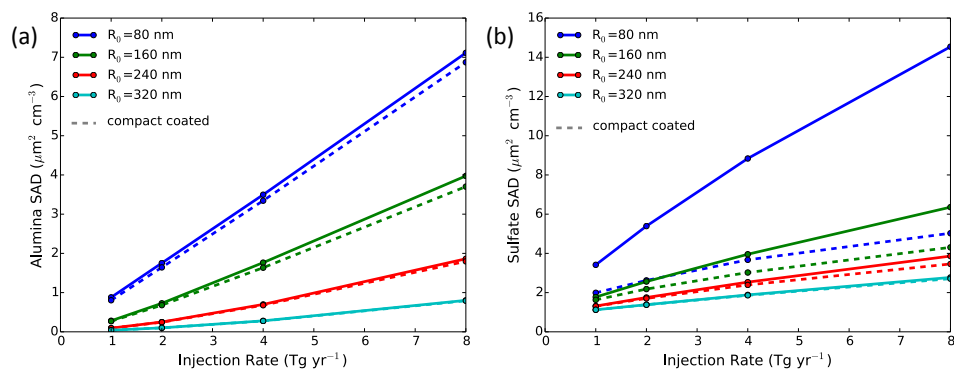 (a)
Alumina SAD (μm² cm⁻³)
8
7
6
5
4
3
2
1
0
R₀=80 nm
R₀=160 nm
R₀=240 nm
R₀=320 nm
compact coated
0 1 2 3 4 5 6 7 8
Injection Rate (Tg yr⁻¹)
(b)
Sulfate SAD (μm² cm⁻³)
16
14
12
10
8
6
4
2
0
R₀=80 nm
R₀=160 nm
R₀=240 nm
R₀=320 nm
compact coated
0 1 2 3 4 5 6 7 8
Injection Rate (Tg yr⁻¹)